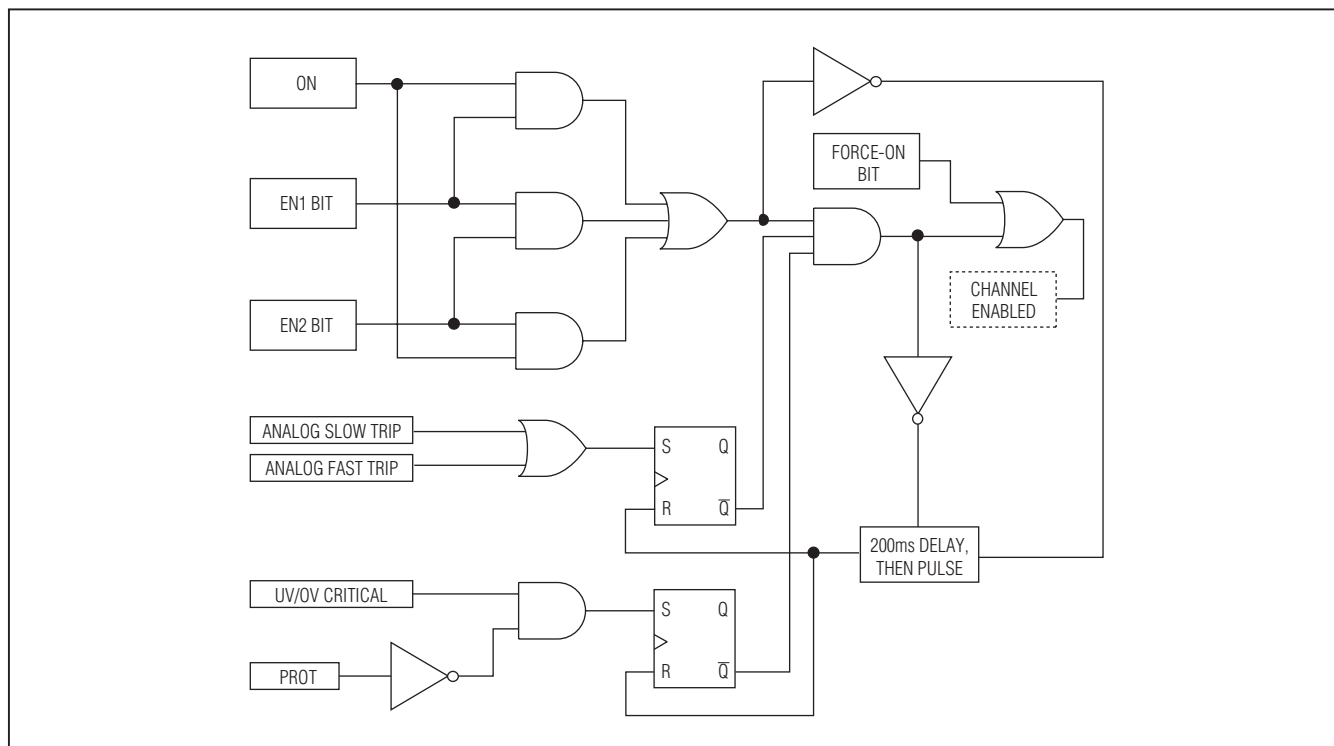 ON
EN1 BIT
EN2 BIT
FORCE-ON
BIT
CHANNEL
ENABLED
ANALOG SLOW TRIP
ANALOG FAST TRIP
S
Q
R
Q̅
200ms DELAY,
THEN PULSE
UV/OV CRITICAL
PROT
S
Q
R
Q̅